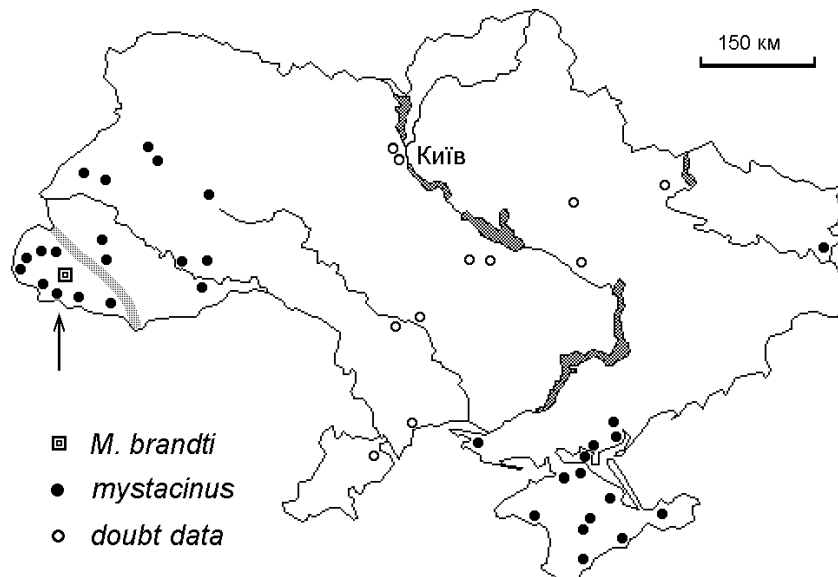 150 км
Київ
M. brandti
mystacinus
doubt data